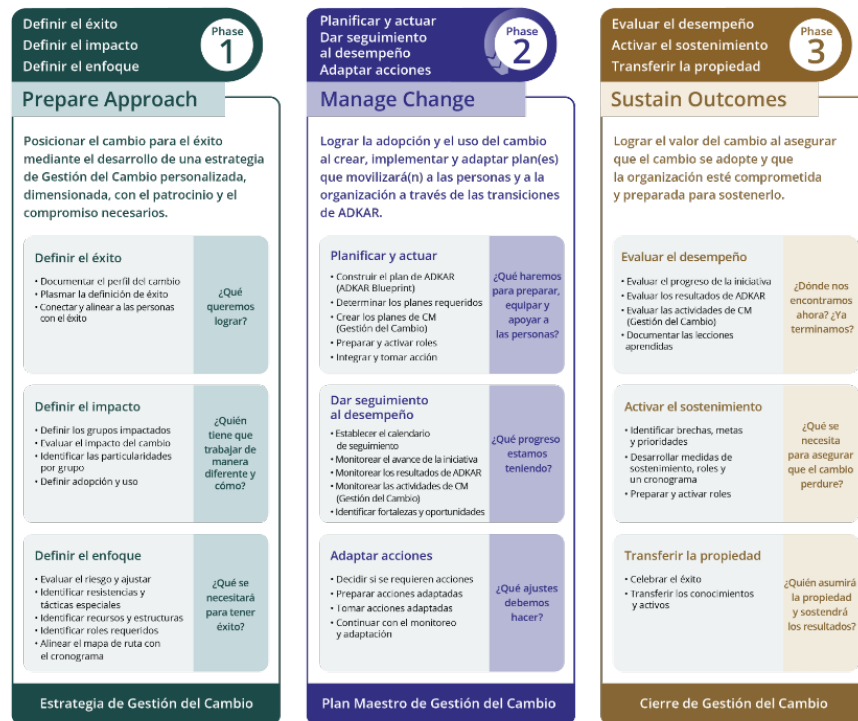 Definir el éxito
Definir el impacto
Definir el enfoque
Phase
1
Prepare Approach
Posicionar el cambio para el éxito
mediante el desarrollo de una estrategia
de Gestión del Cambio personalizada,
dimensionada, con el patrocinio y el
compromiso necesarios.
Definir el éxito
• Documentar el perfil del cambio
• Plasmar la definición de éxito
• Conectar y alinear a las personas
con el éxito
¿Qué
queremos
lograr?
Definir el impacto
• Definir los grupos impactados
• Evaluar el impacto del cambio
• Identificar las particularidades
por grupo
• Definir adopción y uso
¿Quién
tiene que
trabajar de
manera
diferente y
cómo?
Definir el enfoque
• Evaluar el riesgo y ajustar
• Identificar resistencias y
tácticas especiales
• Identificar recursos y estructuras
• Identificar roles requeridos
• Alinear el mapa de ruta con
el cronograma
¿Qué se
necesitará
para tener
éxito?
Estrategia de Gestión del Cambio
Planificar y actuar
Dar seguimiento
al desempeño
Adaptar acciones
Phase
2
Manage Change
Lograr la adopción y el uso del cambio
al crear, implementar y adaptar plan(es)
que movilizará(n) a las personas y a la
organización a través de las transiciones
de ADKAR.
Planificar y actuar
• Construir el plan de ADKAR
(ADKAR Blueprint)
• Determinar los planes requeridos
• Crear los planes de CM
(Gestión del Cambio)
• Preparar y activar roles
• Integrar y tomar acción
¿Qué haremos
para preparar,
equipar y
apoyar a
las personas?
Dar seguimiento
al desempeño
• Establecer el calendario
de seguimiento
• Monitorear el avance de la iniciativa
• Monitorear los resultados de ADKAR
• Monitorear las actividades de CM
(Gestión del Cambio)
• Identificar fortalezas y oportunidades
¿Qué progreso
estamos
teniendo?
Adaptar acciones
• Decidir si se requieren acciones
• Preparar acciones adaptadas
• Tomar acciones adaptadas
• Continuar con el monitoreo
y adaptación
¿Qué ajustes
debemos
hacer?
Plan Maestro de Gestión del Cambio
Evaluar el desempeño
Activar el sostenimiento
Transferir la propiedad
Phase
3
Sustain Outcomes
Lograr el valor del cambio al asegurar
que el cambio se adopte y que
la organización esté comprometida
y preparada para sostenerlo.
Evaluar el desempeño
• Evaluar el progreso de la iniciativa
• Evaluar los resultados de ADKAR
• Evaluar las actividades de CM
(Gestión del Cambio)
• Documentar las lecciones
aprendidas
¿Dónde nos
encontramos
ahora? ¿Ya
terminamos?
Activar el sostenimiento
• Identificar brechas, metas
y prioridades
• Desarrollar medidas de
sostenimiento, roles y
un cronograma
• Preparar y activar roles
¿Qué se
necesita
para asegurar
que el cambio
perdure?
Transferir la propiedad
• Celebrar el éxito
• Transferir los conocimientos
y activos
¿Quién asumirá
la propiedad
y sostendrá
los resultados?
Cierre de Gestión del Cambio